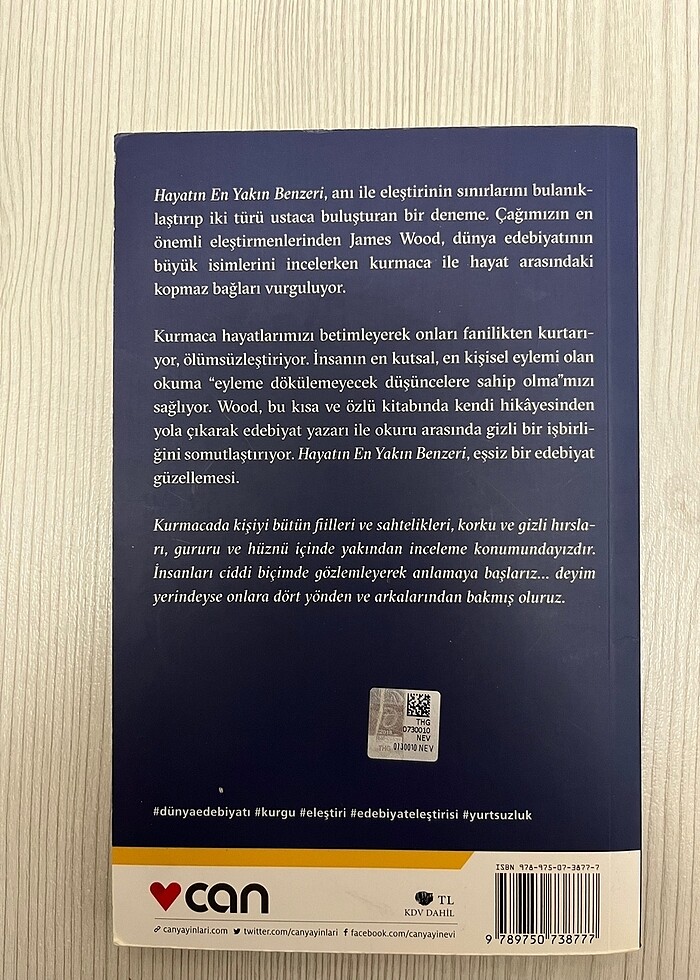 Hayatın En Yakın Benzeri, anı ile eleştirinin sınırlarını bulanık-
laştırıp iki türü ustaca buluşturan bir deneme. Çağımızın en
önemli eleştirmenlerinden James Wood, dünya edebiyatının
büyük isimlerini incelerken kurmaca ile hayat arasındaki
kopmaz bağları vurguluyor.
Kurmaca hayatlarımızı betimleyerek onları fanilikten kurtarı-
yor, ölümsüzleştiriyor. İnsanın en kutsal, en kişisel eylemi olan
okuma “eyleme dökülemeyecek düşüncelere sahip olma”mızı
sağlıyor. Wood, bu kısa ve özlü kitabında kendi hikâyesinden
yola çıkarak edebiyat yazarı ile okuru arasında gizli bir işbirli-
ğini somutlaştırıyor. Hayatın En Yakın Benzeri, eşsiz bir edebiyat
güzellemesi.
Kurmacada kişiyi bütün fiilleri ve sahtelikleri, korku ve gizli hırsla-
rı, gururu ve hüznü içinde yakından inceleme konumundayızdır.
İnsanları ciddi biçimde gözlemleyerek anlamaya başlarız... deyim
yerindeyse onlara dört yönden ve arkalarından bakmış oluruz.
THG
0730010
NEV
THG 0730010 NEV
#dünyaedebiyatı #kurgu #eleştiri #edebiyateleştirisi #yurtsuzluk
ISBN 978-975-07-3877-7
can
TL
KDV DAHİL
canyayinlari.com twitter.com/canyayinlari facebook.com/canyayinevi
9 789750 738777